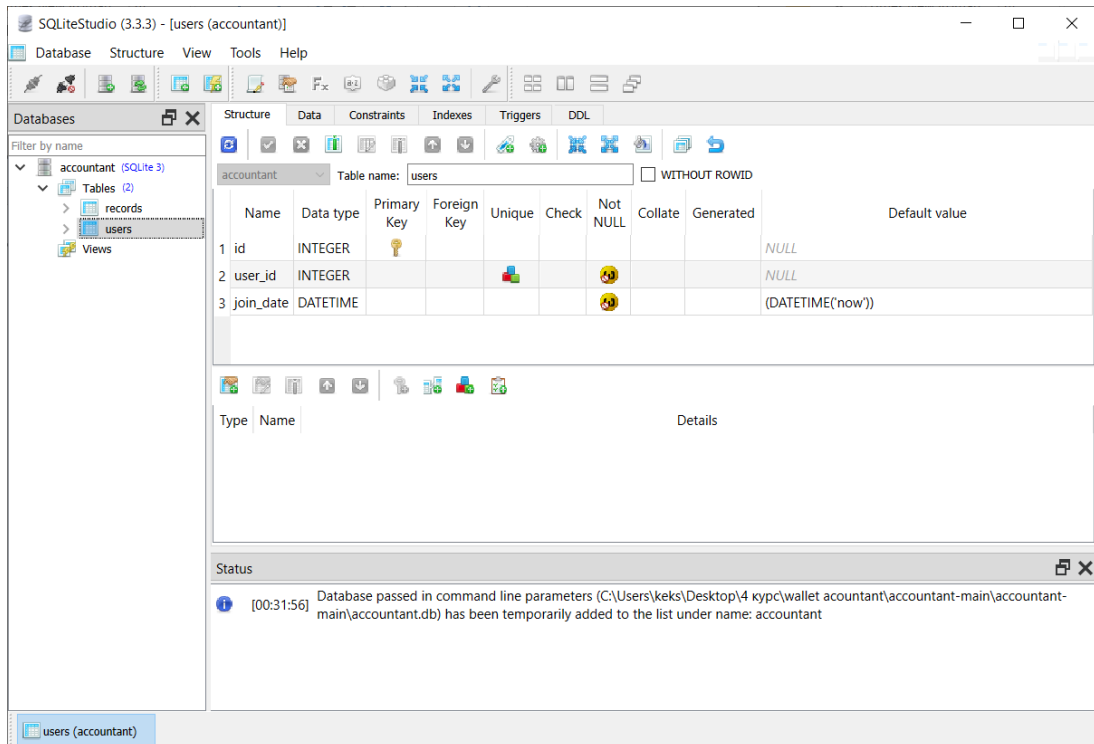 SQLiteStudio (3.3.3) - [users (accountant)]
Database Structure View Tools Help
Databases
Filter by name
accountant (SQLite 3)
Tables (2)
records
users
Views
Structure Data Constraints Indexes Triggers DDL
accountant Table name: users WITHOUT ROWID
Name Data type Primary Key Foreign Key Unique Check Not NULL Collate Generated Default value
1 id INTEGER NULL
2 user_id INTEGER NULL
3 join_date DATETIME (DATETIME('now'))
Type Name Details
Status
[00:31:56] Database passed in command line parameters (C:\Users\keks\Desktop\4 курс\wallet acountant\accountant-main\accountant-
main\accountant.db) has been temporarily added to the list under name: accountant
users (accountant)